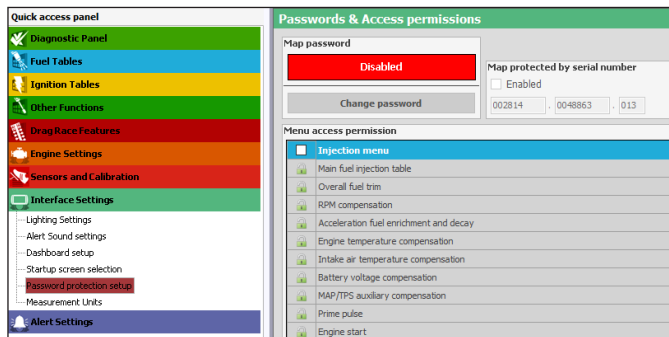 Quick access panel
Diagnostic Panel
Fuel Tables
Ignition Tables
Other Functions
Drag Race Features
Engine Settings
Sensors and Calibration
Interface Settings
Lighting Settings
Alert Sound settings
Dashboard setup
Startup screen selection
Password protection setup
Measurement Units
Alert Settings
Passwords & Access permissions
Map password
Disabled
Change password
Map protected by serial number
Enabled
002814 . 0048863 . 013
Menu access permission
Injection menu
Main fuel injection table
Overall fuel trim
RPM compensation
Acceleration fuel enrichment and decay
Engine temperature compensation
Intake air temperature compensation
Battery voltage compensation
MAP/TPS auxiliary compensation
Prime pulse
Engine start